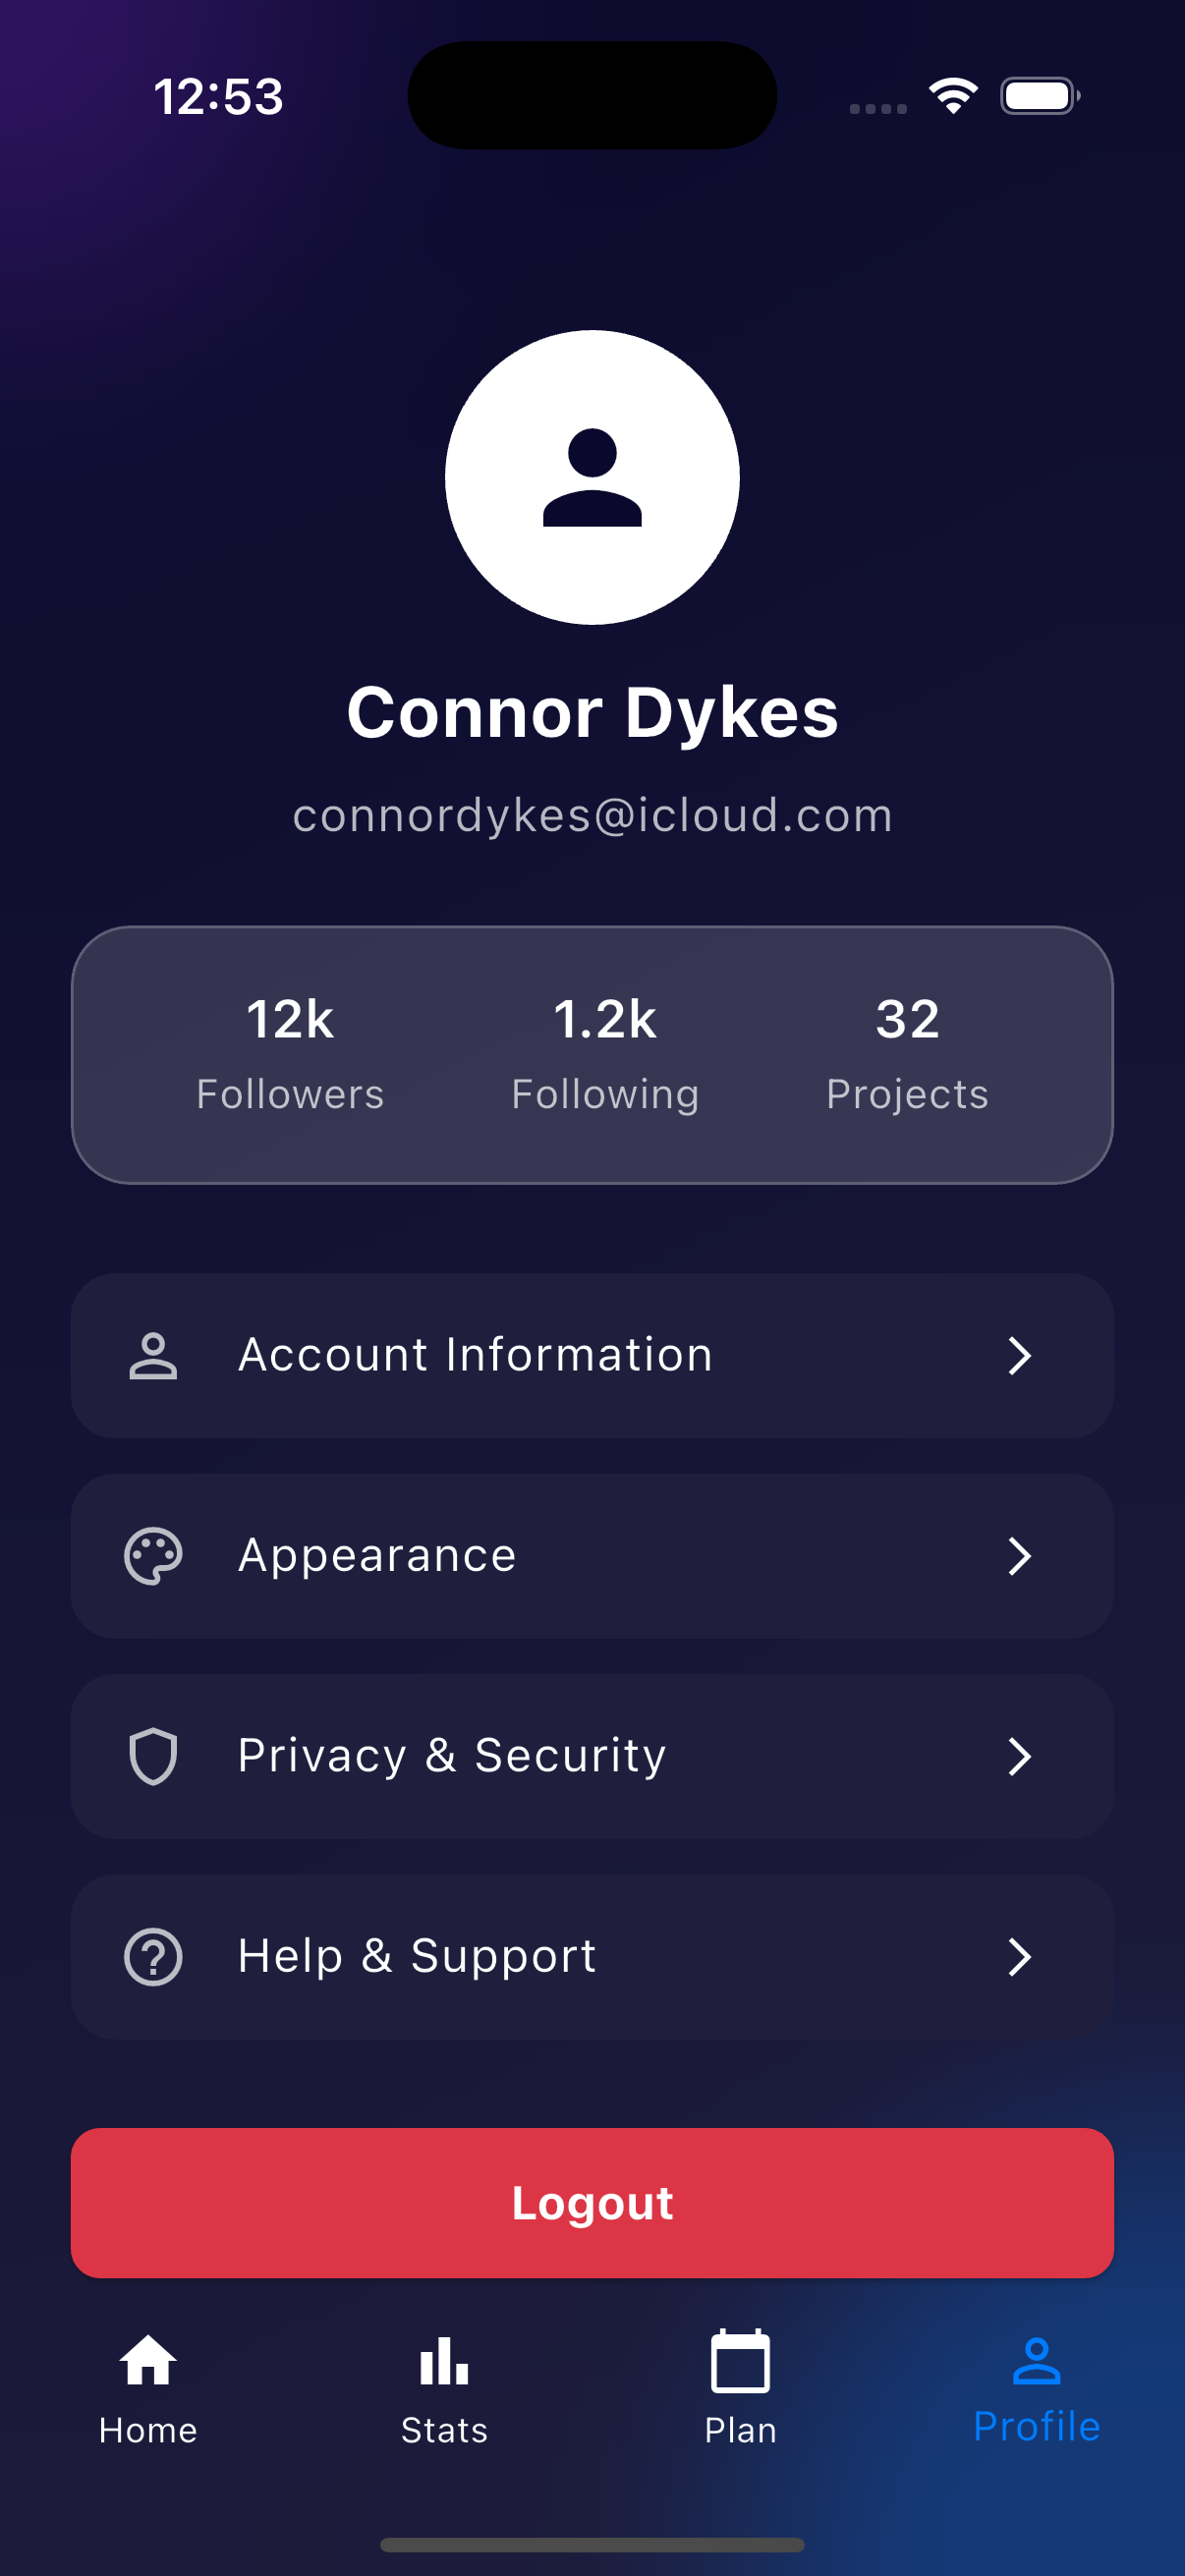 12:53
Connor Dykes
connordykes@icloud.com
12k 1.2k 32
Followers Following Projects
Account Information
Appearance
Privacy & Security
Help & Support
Logout
Home Stats Plan Profile